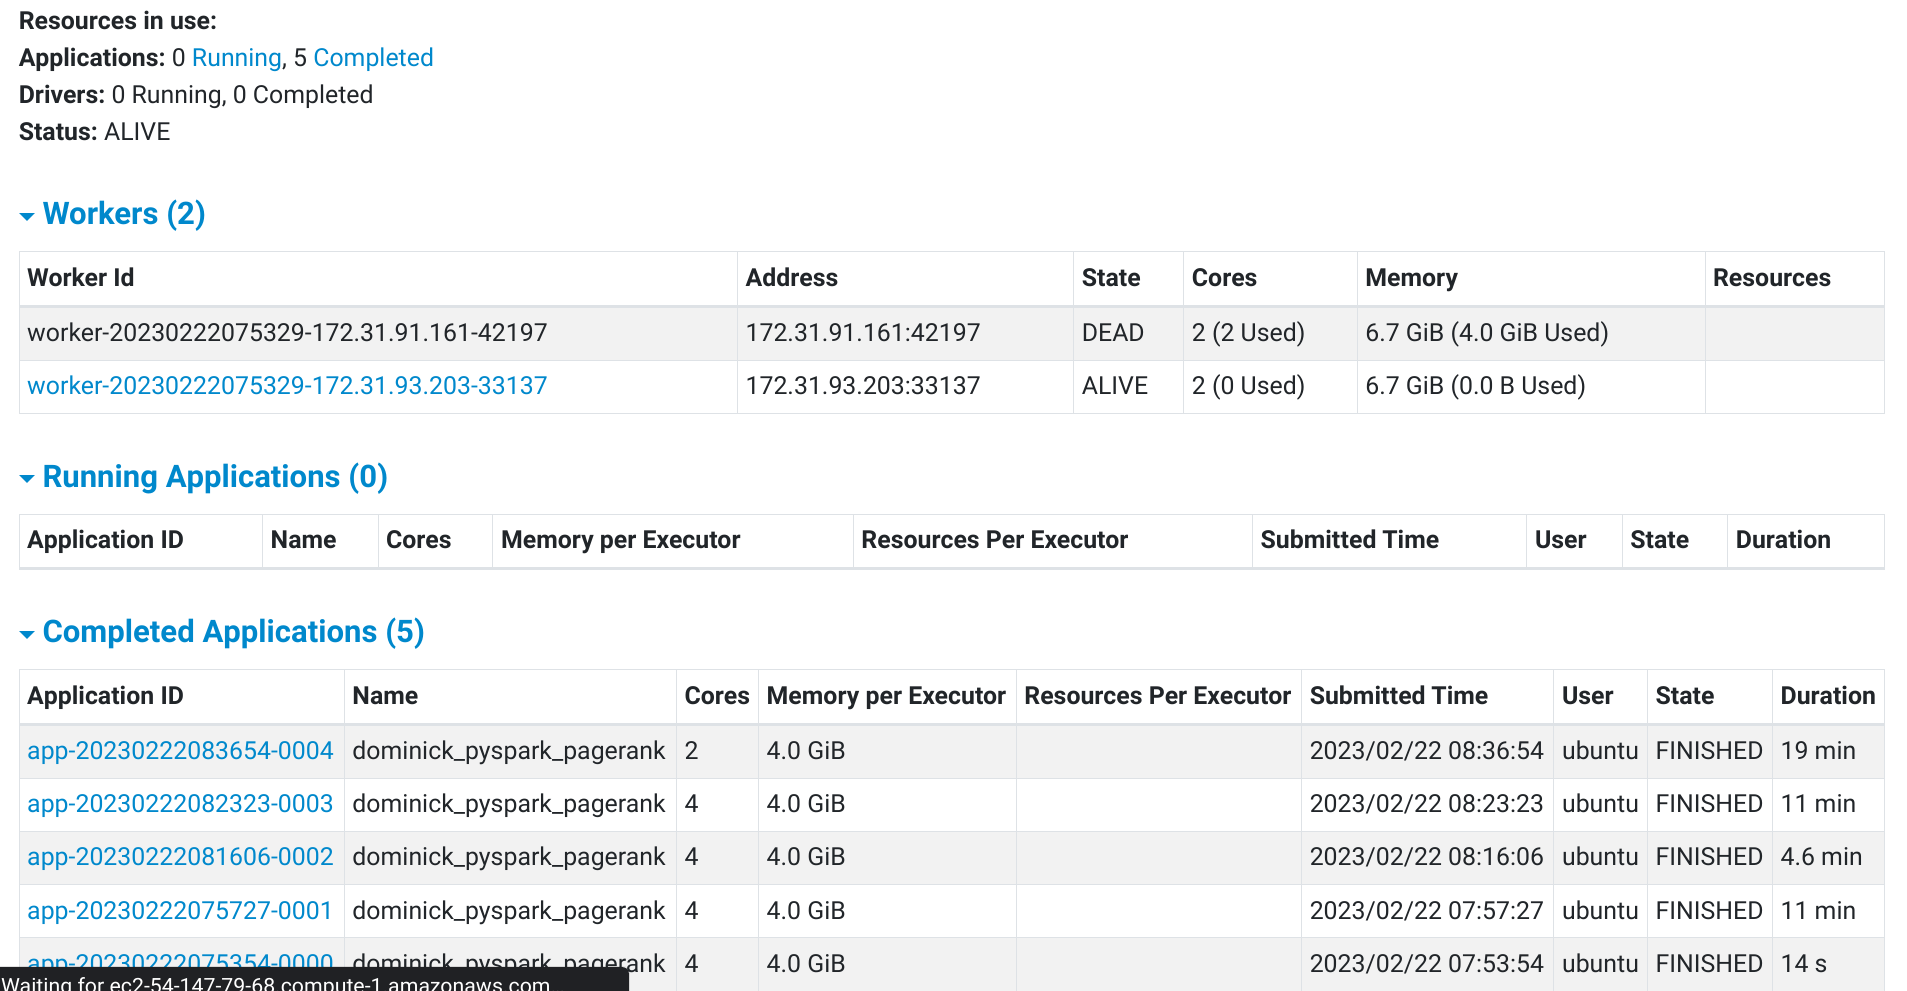 Resources in use:
Applications: 0 Running, 5 Completed
Drivers: 0 Running, 0 Completed
Status: ALIVE
Workers (2)
Worker Id Address State Cores Memory Resources
worker-20230222075329-172.31.91.161-42197 172.31.91.161:42197 DEAD 2 (2 Used) 6.7 GiB (4.0 GiB Used)
worker-20230222075329-172.31.93.203-33137 172.31.93.203:33137 ALIVE 2 (0 Used) 6.7 GiB (0.0 B Used)
Running Applications (0)
Application ID Name Cores Memory per Executor Resources Per Executor Submitted Time User State Duration
Completed Applications (5)
Application ID Name Cores Memory per Executor Resources Per Executor Submitted Time User State Duration
app-20230222083654-0004 dominick_pyspark_pagerank 2 4.0 GiB 2023/02/22 08:36:54 ubuntu FINISHED 19 min
app-20230222082323-0003 dominick_pyspark_pagerank 4 4.0 GiB 2023/02/22 08:23:23 ubuntu FINISHED 11 min
app-20230222081606-0002 dominick_pyspark_pagerank 4 4.0 GiB 2023/02/22 08:16:06 ubuntu FINISHED 4.6 min
app-20230222075727-0001 dominick_pyspark_pagerank 4 4.0 GiB 2023/02/22 07:57:27 ubuntu FINISHED 11 min
app-20230222075354-0000 dominick_pyspark_pagerank 4 4.0 GiB 2023/02/22 07:53:54 ubuntu FINISHED 14 s
Waiting for ec2-54-147-79-68.compute-1.amazonaws.com